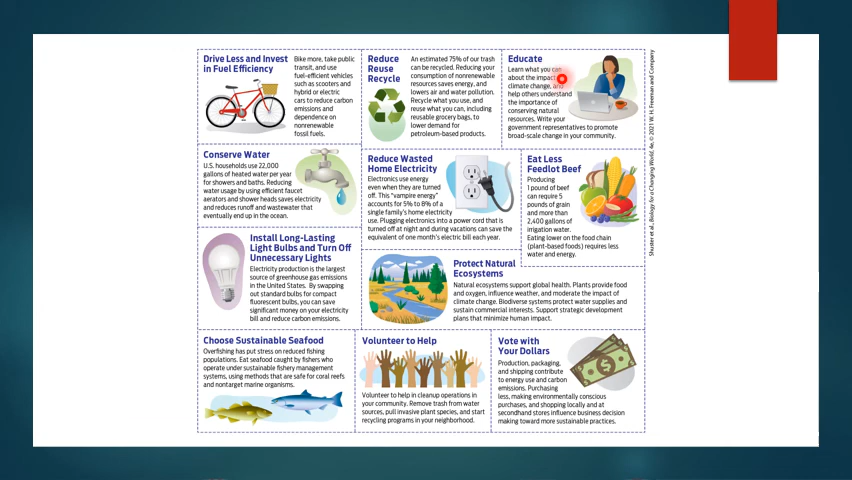 Drive Less and Invest
in Fuel Efficiency
Bike more, take public
transit, and use
fuel-efficient vehicles
such as scooters and
hybrid or electric
cars to reduce carbon
emissions and
dependence on
nonrenewable
fossil fuels.
Reduce
Reuse
Recycle
An estimated 75% of our trash
can be recycled. Reducing your
consumption of nonrenewable
resources saves energy, and
lowers air and water pollution.
Recycle what you use, and
reuse what you can, including
reusable grocery bags, to
lower demand for
petroleum-based products.
Educate
Learn what you can
about the impact
climate change, and
help others understand
the importance of
conserving natural
resources. Write your
government representatives to promote
broad-scale change in your community.
Conserve Water
U.S. households use 22,000
gallons of heated water per year
for showers and baths. Reducing
water usage by using efficient faucet
aerators and shower heads saves electricity
and reduces runoff and wastewater that
eventually end up in the ocean.
Reduce Wasted
Home Electricity
Electronics use energy
even when they are turned
off. This "vampire energy"
accounts for 5% to 8% of a
single family's home electricity
use. Plugging electronics into a power cord that is
turned off at night and during vacations can save the
equivalent of one month's electric bill each year.
Eat Less
Feedlot Beef
Producing
1 pound of beef
can require 5
pounds of grain
and more than
2,400 gallons of
irrigation water.
Eating lower on the food chain
(plant-based foods) requires less
water and energy.
Install Long-Lasting
Light Bulbs and Turn Off
Unnecessary Lights
Electricity production is the largest
source of greenhouse gas emissions
in the United States. By swapping
out standard bulbs for compact
fluorescent bulbs, you can save
significant money on your electricity
bill and reduce carbon emissions.
Protect Natural
Ecosystems
Natural ecosystems support global health. Plants provide food
and oxygen, influence weather, and moderate the impact of
climate change. Biodiverse systems protect water supplies and
sustain commercial interests. Support strategic development
plans that minimize human impact.
Choose Sustainable Seafood
Overfishing has put stress on reduced fishing
populations. Eat seafood caught by fishers who
operate under sustainable fishery management
systems, using methods that are safe for coral reefs
and nontarget marine organisms.
Volunteer to Help
Volunteer to help in cleanup operations in
your community. Remove trash from water
sources, pull invasive plant species, and start
recycling programs in your neighborhood.
Vote with
Your Dollars
Production, packaging,
and shipping contribute
to energy use and carbon
emissions. Purchasing
less, making environmentally conscious
purchases, and shopping locally and at
secondhand stores influence business decision
making toward more sustainable practices.
Shuster et al., Biology for a Changing World, 4e, © 2021 W. H. Freeman and Company